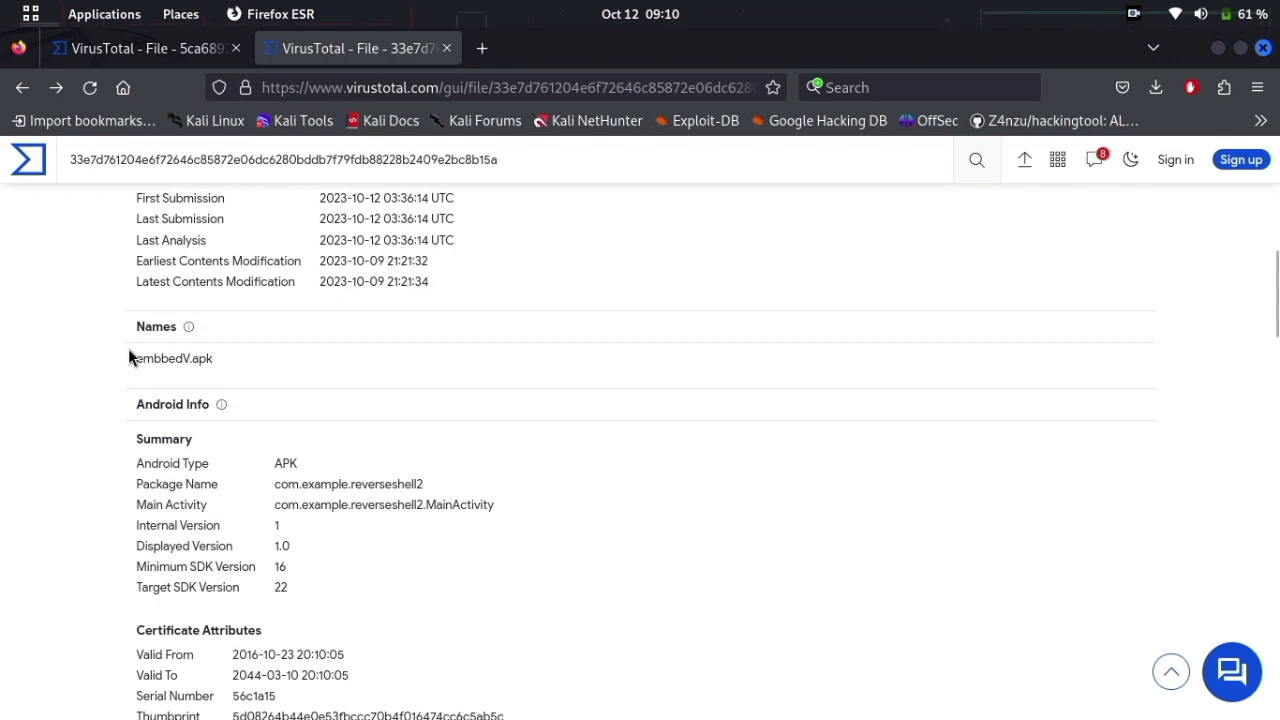 Applications Places Firefox ESR Oct 12 09:10 61 %
VirusTotal - File - 5ca689 VirusTotal - File - 33e7d7
https://www.virustotal.com/gui/file/33e7d761204e6f72646c85872e06dc628 Search
Import bookmarks... Kali Linux Kali Tools Kali Docs Kali Forums Kali NetHunter Exploit-DB Google Hacking DB OffSec Z4nzu/hackingtool: AL...
33e7d761204e6f72646c85872e06dc6280bddb7f79fdb88228b2409e2bc8b15a 8 Sign in Sign up
First Submission 2023-10-12 03:36:14 UTC
Last Submission 2023-10-12 03:36:14 UTC
Last Analysis 2023-10-12 03:36:14 UTC
Earliest Contents Modification 2023-10-09 21:21:32
Latest Contents Modification 2023-10-09 21:21:34
Names
embbedV.apk
Android Info
Summary
Android Type APK
Package Name com.example.reverseshell2
Main Activity com.example.reverseshell2.MainActivity
Internal Version 1
Displayed Version 1.0
Minimum SDK Version 16
Target SDK Version 22
Certificate Attributes
Valid From 2016-10-23 20:10:05
Valid To 2044-03-10 20:10:05
Serial Number 56c1a15
Thumbprint 5d08264b44e0e53fbccc70b4f016474cc6c5ab5c